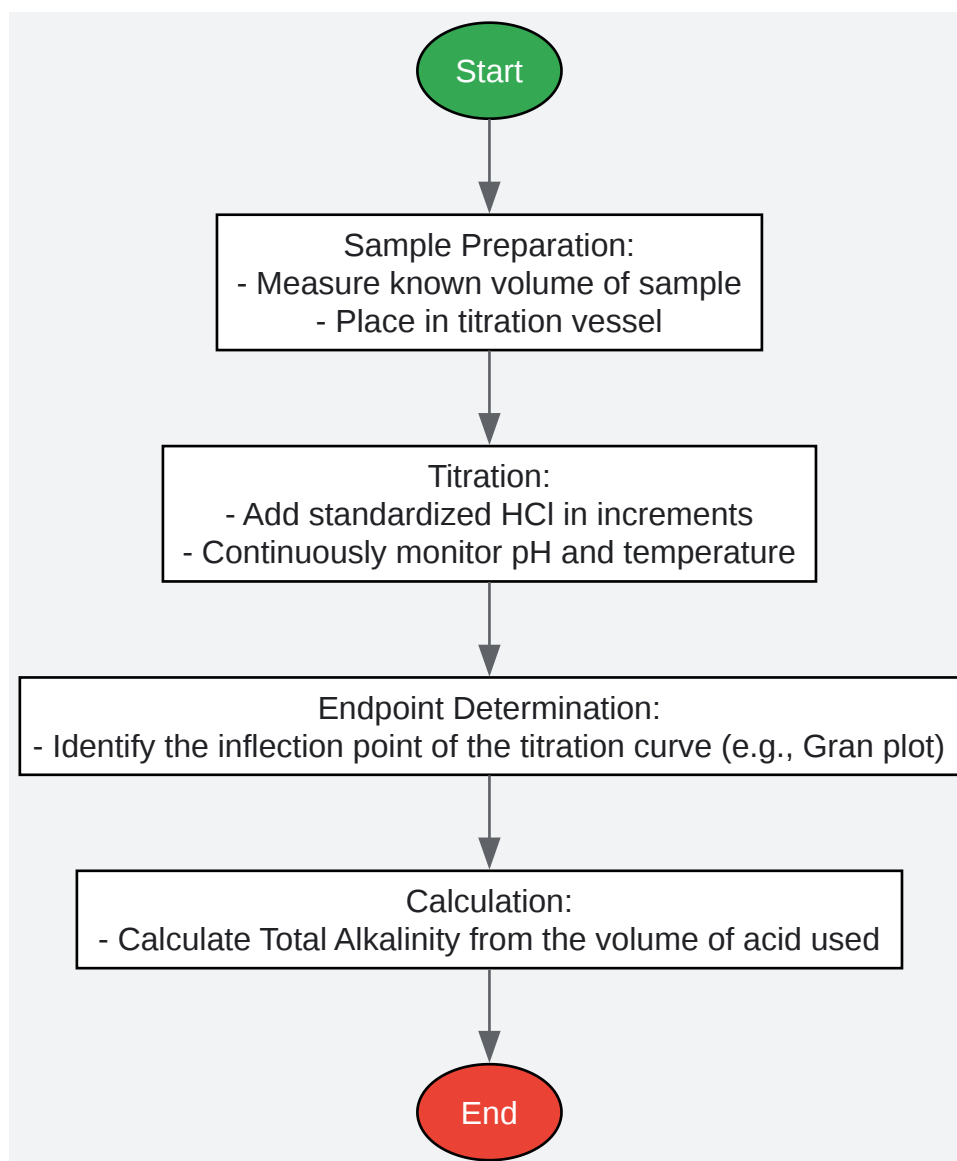 Start
Sample Preparation:
- Measure known volume of sample
- Place in titration vessel
Titration:
- Add standardized HCl in increments
- Continuously monitor pH and temperature
Endpoint Determination:
- Identify the inflection point of the titration curve (e.g., Gran plot)
Calculation:
- Calculate Total Alkalinity from the volume of acid used
End